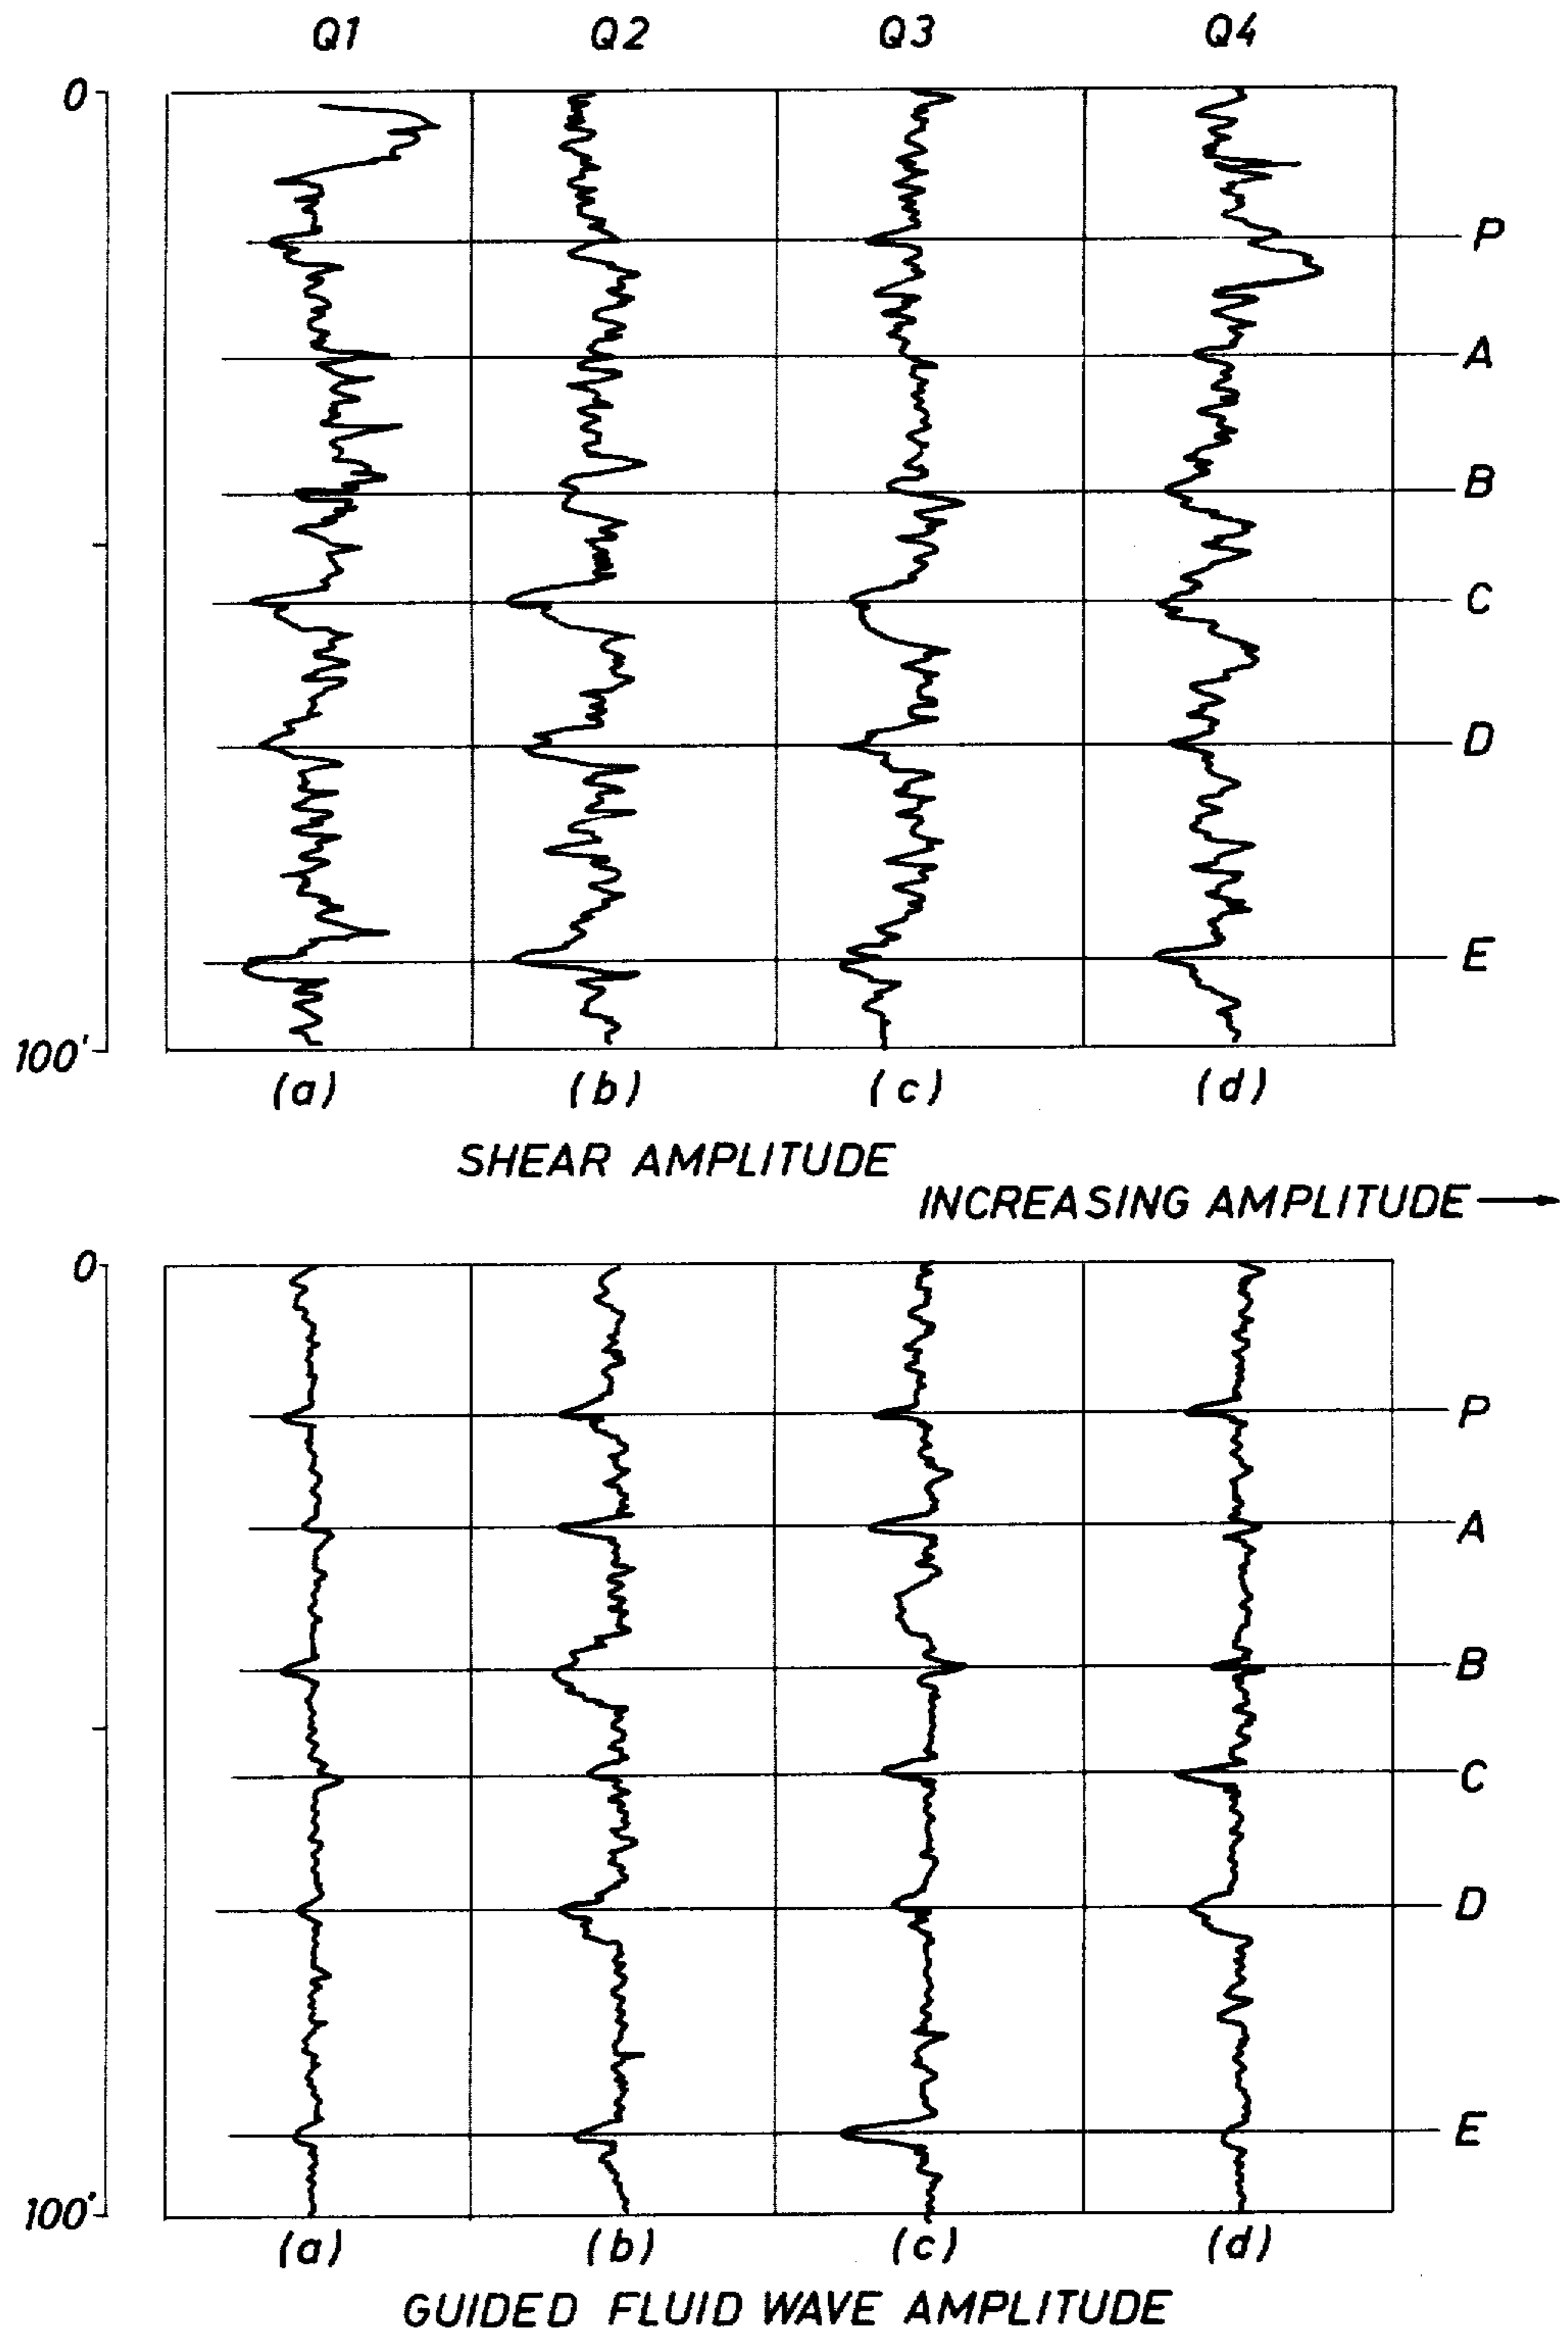 Q1 Q2 Q3 Q4
0
P
A
B
C
D
E
100'
(a) (b) (c) (d)
SHEAR AMPLITUDE
INCREASING AMPLITUDE
0
P
A
B
C
D
E
100'
(a) (b) (c) (d)
GUIDED FLUID WAVE AMPLITUDE